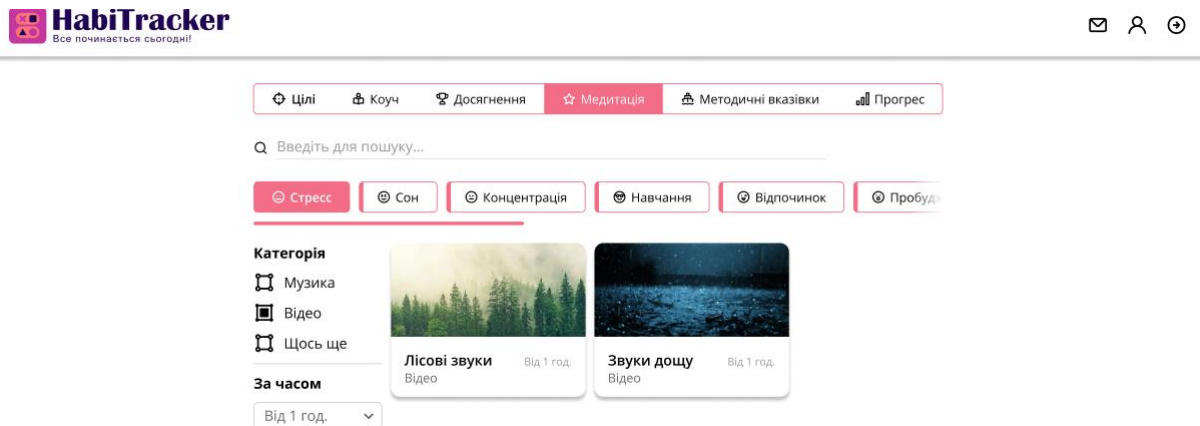 HabiTracker
Все починається сьогодні!
Цілі Коуч Досягнення Медитація Методичні вказівки Прогрес
Введіть для пошуку...
Стресс Сон Концентрація Навчання Відпочинок Пробуд
Категорія
Музика
Відео
Щось ще
За часом
Від 1 год.
Лісові звуки Від 1 год.
Відео
Звуки дощу Від 1 год.
Відео